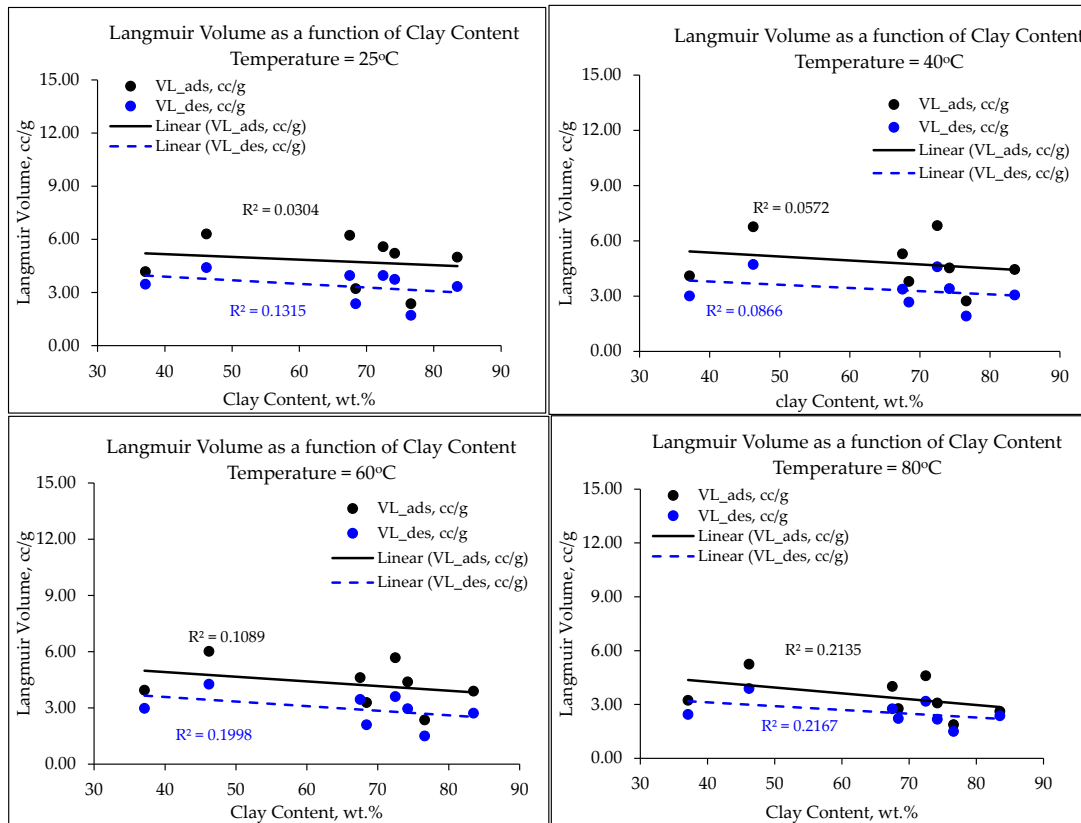 Langmuir Volume as a function of Clay Content
Temperature = 25°C
15.00
12.00
9.00
6.00
3.00
0.00
Langmuir Volume, cc/g
VL_ads, cc/g
VL_des, cc/g
Linear (VL_ads, cc/g)
Linear (VL_des, cc/g)
R² = 0.0304
R² = 0.1315
30 40 50 60 70 80 90
Clay Content, wt.%
Langmuir Volume as a function of Clay Content
Temperature = 40°C
15.00
12.00
9.00
6.00
3.00
0.00
Langmuir Volume, cc/g
VL_ads, cc/g
VL_des, cc/g
Linear (VL_ads, cc/g)
Linear (VL_des, cc/g)
R² = 0.0572
R² = 0.0866
30 40 50 60 70 80 90
clay Content, wt.%
Langmuir Volume as a function of Clay Content
Temperature = 60°C
15.00
12.00
9.00
6.00
3.00
0.00
Langmuir Volume, cc/g
VL_ads, cc/g
VL_des, cc/g
Linear (VL_ads, cc/g)
Linear (VL_des, cc/g)
R² = 0.1089
R² = 0.1998
30 40 50 60 70 80 90
Clay Content, wt.%
Langmuir Volume as a function of Clay Content
Temperature = 80°C
15.00
12.00
9.00
6.00
3.00
0.00
Langmuir Volume, cc/g
VL_ads, cc/g
VL_des, cc/g
Linear (VL_ads, cc/g)
Linear (VL_des, cc/g)
R² = 0.2135
R² = 0.2167
30 40 50 60 70 80 90
Clay Content, wt.%